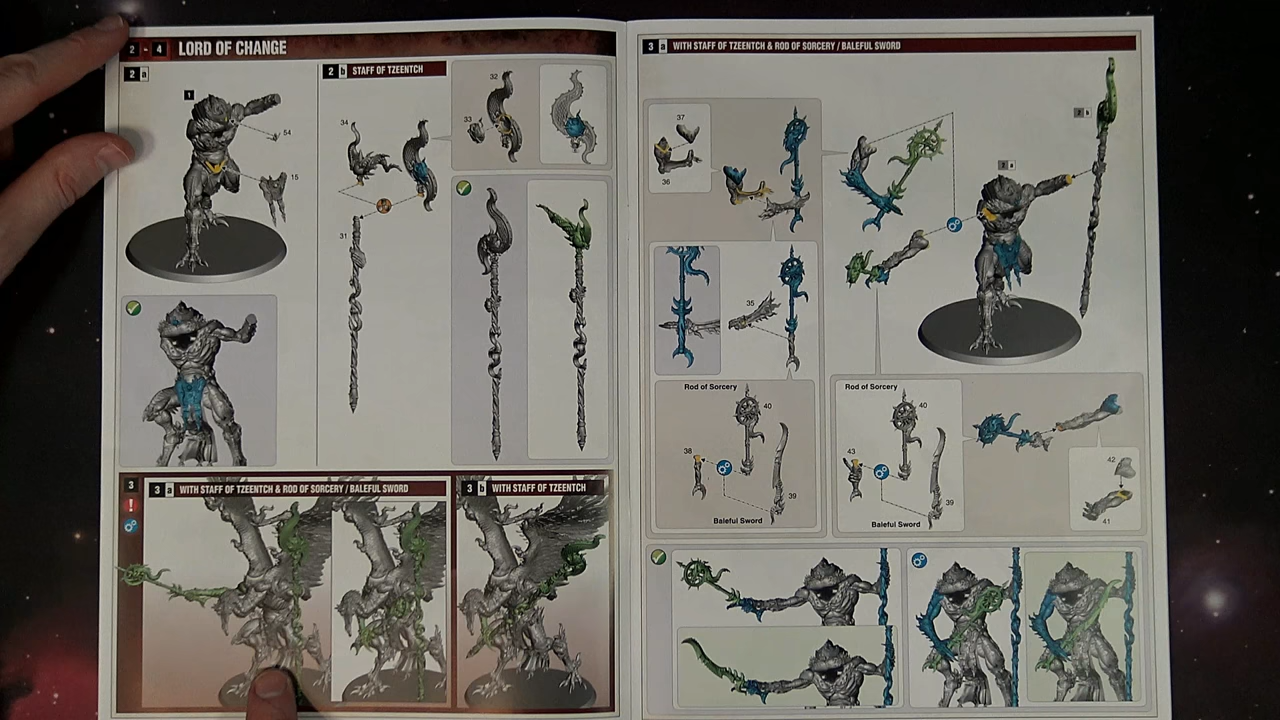 2 - 4 LORD OF CHANGE
2 a
1
54
15
2 b STAFF OF TZEENTCH
34
31
32
33
3
!
3 a WITH STAFF OF TZEENTCH & ROD OF SORCERY / BALEFUL SWORD
3 b WITH STAFF OF TZEENTCH
3 a WITH STAFF OF TZEENTCH & ROD OF SORCERY / BALEFUL SWORD
37
36
35
2 b
2 a
Rod of Sorcery
40
38
39
Baleful Sword
Rod of Sorcery
40
43
39
Baleful Sword
42
41